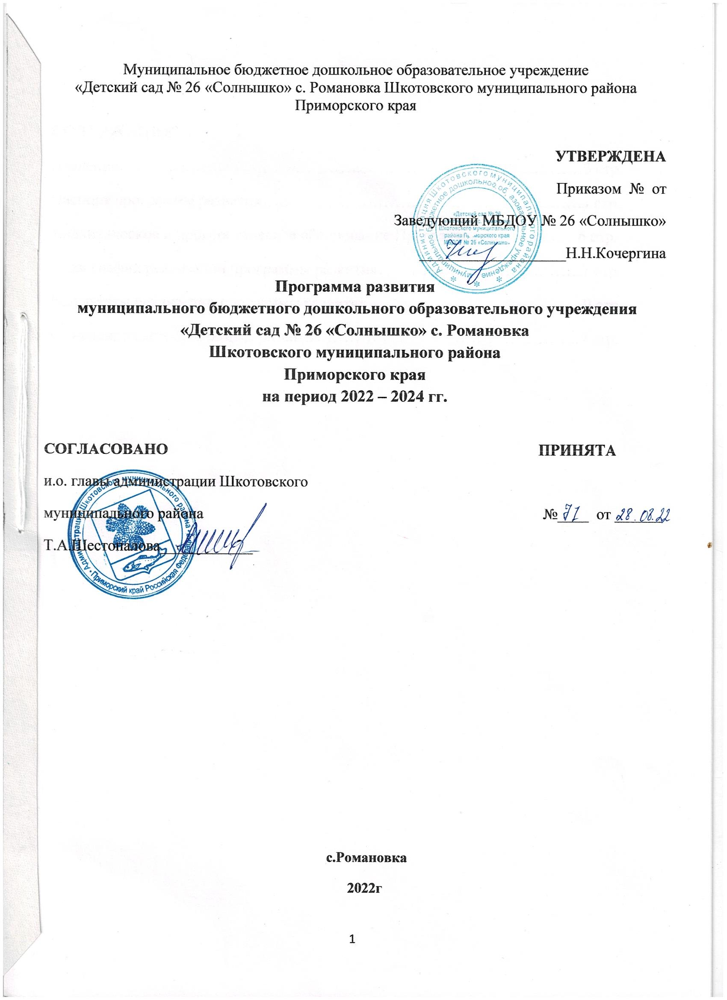 Муниципальное бюджетное дошкольное образовательное учреждение
«Детский сад № 26 «Солнышко» с. Романовка Шкотовского муниципального района
Приморского края
УТВЕРЖДЕНА
Приказом № от
Заведующий МБДОУ № 26 «Солнышко»
Н.Н.Кочергина
Администрация Шкотовского муниципального района
Муниципальное бюджетное дошкольное образовательное учреждение
«Детский сад № 26
Шкотовского муниципального
района Приморского края
МБДОУ № 26 «Солнышко»
Программа развития
муниципального бюджетного дошкольного образовательного учреждения
«Детский сад № 26 «Солнышко» с. Романовка
Шкотовского муниципального района
Приморского края
на период 2022 – 2024 гг.
СОГЛАСОВАНО
ПРИНЯТА
и.о. главы администрации Шкотовского
муниципального района
№ 71 от 28.08.22
Т.А.Шестопалова
Администрация Шкотовского муниципального района
Приморский край Российская Федерация
с.Романовка
2022г
1